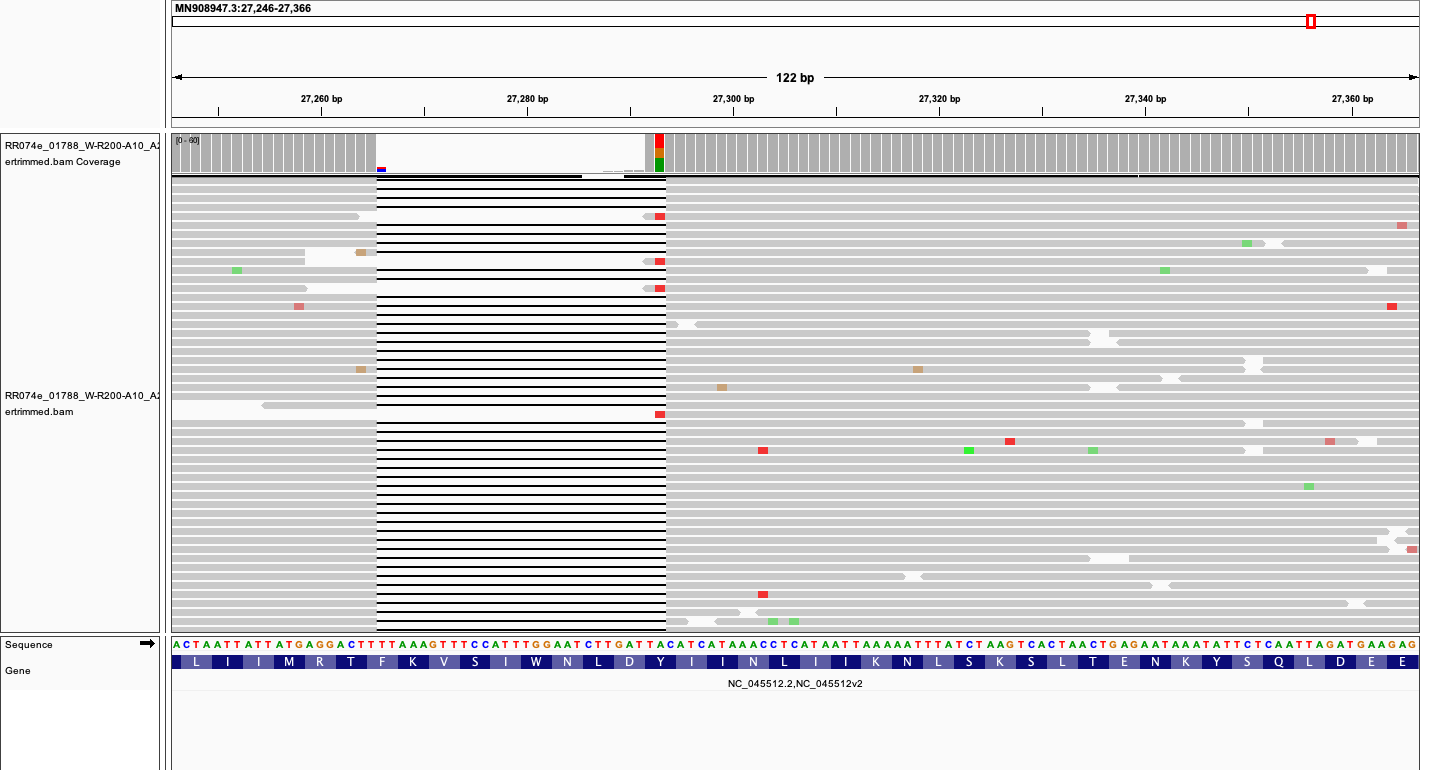 MN908947.3:27,246-27,366
122 bp
27,260 bp 27,280 bp 27,300 bp 27,320 bp 27,340 bp 27,360 bp
[0 - 60]
RR074e_01788_W-R200-A10_A2
ertrimmed.bam Coverage
RR074e_01788_W-R200-A10_A2
ertrimmed.bam
Sequence
ACTAATTATTATGAGGACTTTTAAAGTTTCCATTTGGAATCTTGATTACATCATAAACCTCATAATTAAAAATTTATCTAAGTCACTAACTGAGAATAAATATTCTCAATTAGATGAAGAG
Gene
L I I M R T F K V S I W N L D Y I I N L I I K N L S K S L T E N K Y S Q L D E E
NC_045512.2,NC_045512v2